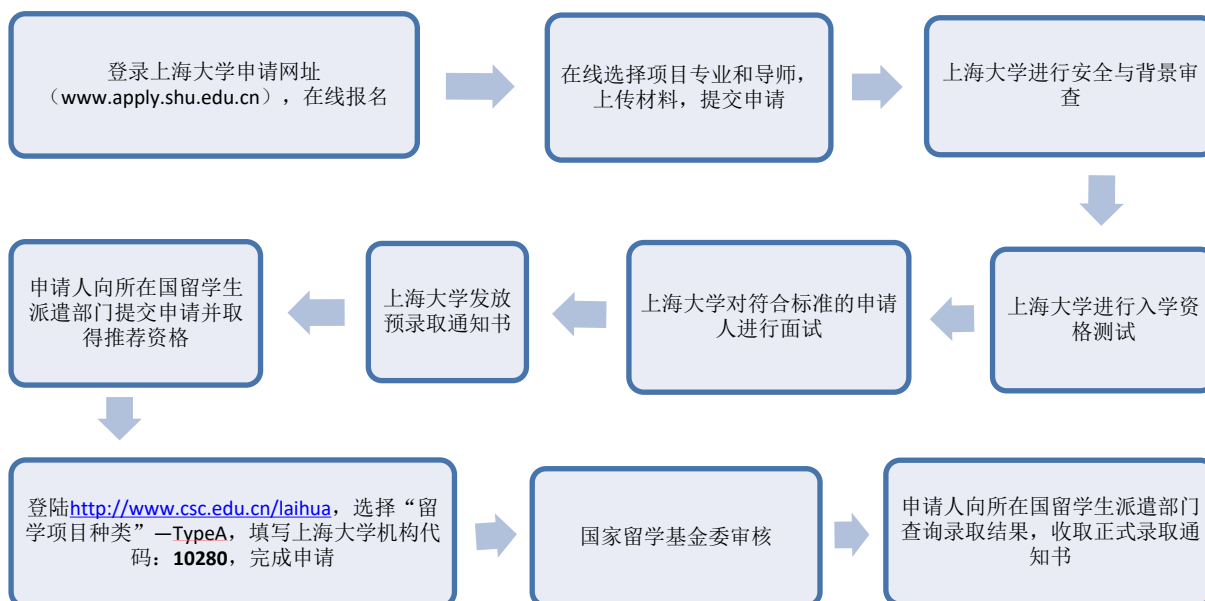 登录上海大学申请网址
（www.apply.shu.edu.cn），在线报名
在线选择项目专业和导师，
上传材料，提交申请
上海大学进行安全与背景审
查
上海大学进行入学资
格测试
上海大学对符合标准的申请
人进行面试
上海大学发放
预录取通知书
申请人向所在国留学生
派遣部门提交申请并取
得推荐资格
登陆http://www.csc.edu.cn/laihua，选择“留
学项目种类”—TypeA，填写上海大学机构代
码：10280，完成申请
国家留学基金委审核
申请人向所在国留学生派遣部门
查询录取结果，收取正式录取通
知书